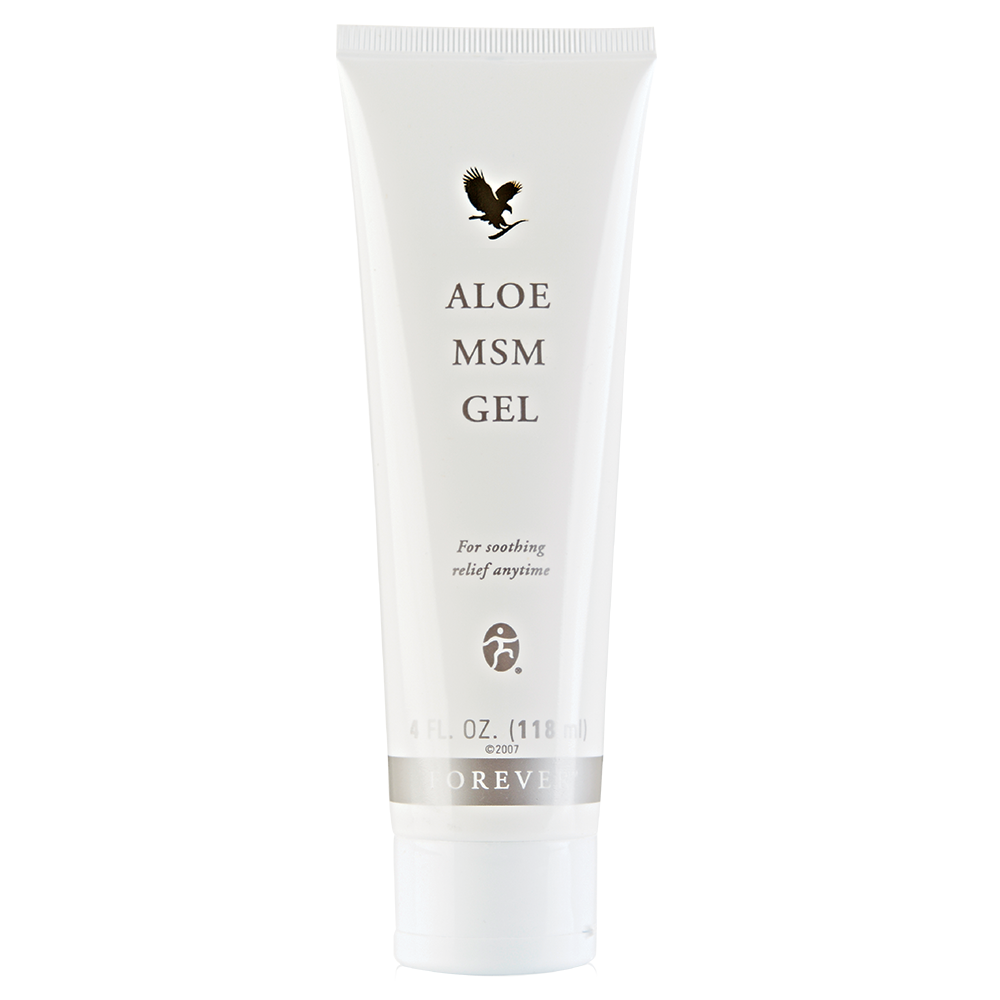 ALOE
MSM
GEL
For soothing
relief anytime
4 FL. OZ. (118 ml)
©2007
FOREVER